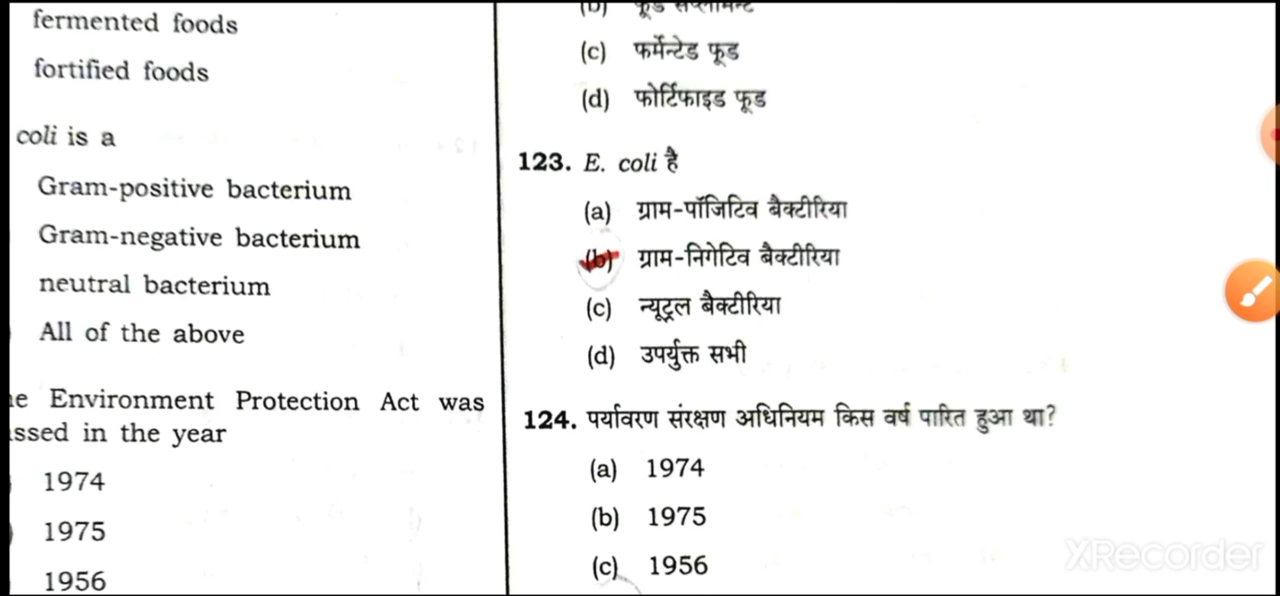 fermented foods
fortified foods
coli is a
Gram-positive bacterium
Gram-negative bacterium
neutral bacterium
All of the above
Environment Protection Act was
in the year
1974
1975
1956
(b) फूड सप्लीमेन्ट
(c) फर्मेन्टेड फूड
(d) फोर्टिफाइड फूड
123. E. coli है
(a) ग्राम-पॉजिटिव बैक्टीरिया
(b) ग्राम-निगेटिव बैक्टीरिया
(c) न्यूट्रल बैक्टीरिया
(d) उपर्युक्त सभी
124. पर्यावरण संरक्षण अधिनियम किस वर्ष पारित हुआ था?
(a) 1974
(b) 1975
(c) 1956
XRecorder